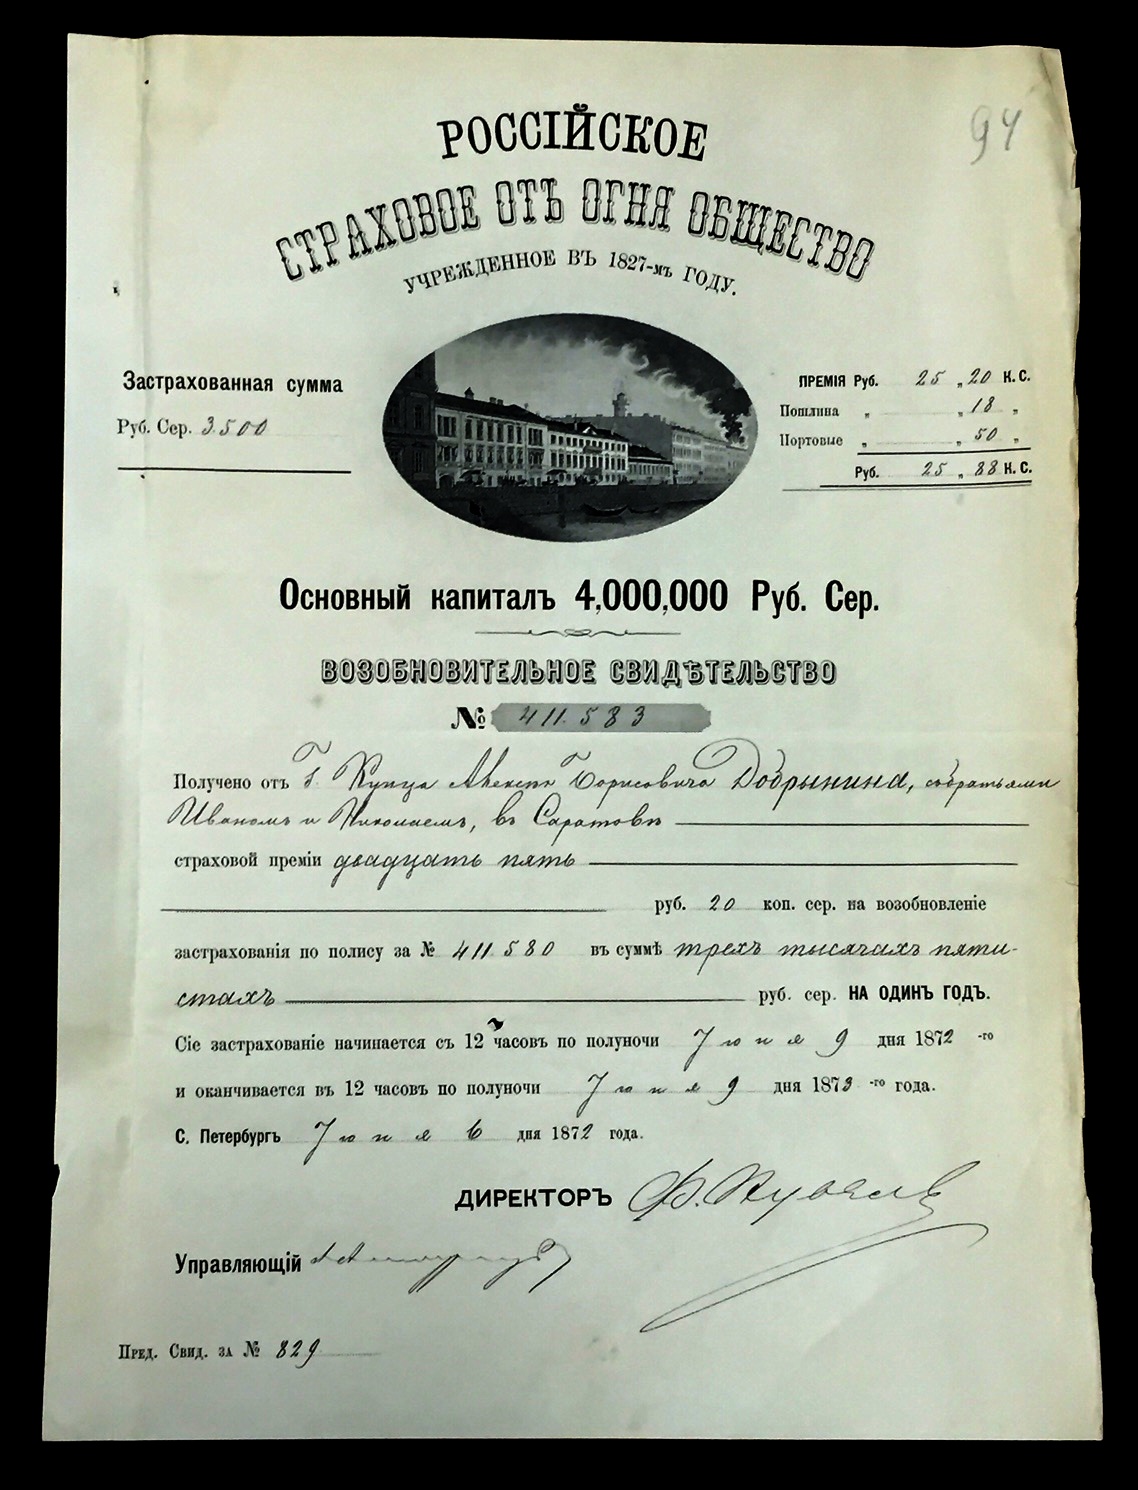 94
РОССІЙСКОЕ
СТРАХОВОЕ ОТЪ ОГНЯ ОБЩЕСТВО
УЧРЕЖДЕННОЕ ВЪ 1827-мъ ГОДУ.
Застрахованная сумма
Руб. Сер. 3500
ПРЕМІЯ Руб. 25 „ 20 К. С.
Пошлина „ „ 18 „
Портовые „ „ 50 „
Руб. 25 „ 88 К. С.
Основный капиталъ 4,000,000 Руб. Сер.
ВОЗОБНОВИТЕЛЬНОЕ СВИДѢТЕЛЬСТВО
№ 411.583
Получено отъ Г. Купца Алексѣя Борисовича Добрынина, с братьями
Иваномъ и Николаемъ, въ Саратовѣ
страховой преміи двадцать пять
руб. 20 коп. сер. на возобновленіе
застрахованія по полису за № 411.580 въ суммѣ трехъ тысячахъ пяти-
стахъ руб. сер. НА ОДИНЪ ГОДЪ.
Сіе застрахованіе начинается съ 12 часовъ по полуночи Іюня 9 дня 1872 -го
и оканчивается въ 12 часовъ по полуночи Іюня 9 дня 1873 -го года.
С. Петербургъ Іюня 6 дня 1872 года.
ДИРЕКТОРЪ
Управляющій
Пред. Свид. за № 829